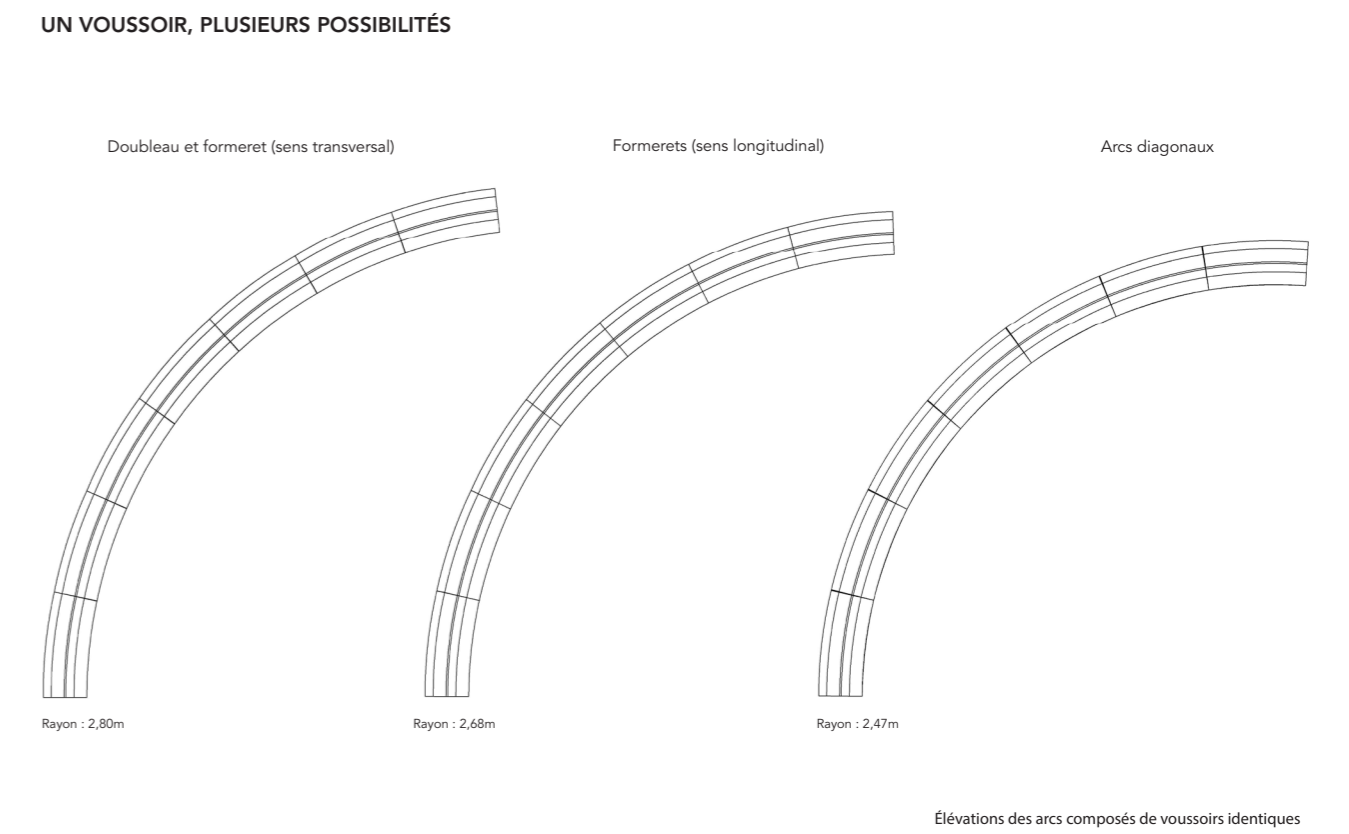 UN VOUSSOIR, PLUSIEURS POSSIBILITÉS
Doubleau et formeret (sens transversal)
Formerets (sens longitudinal)
Arcs diagonaux
Rayon : 2,80m
Rayon : 2,68m
Rayon : 2,47m
Élévations des arcs composés de voussoirs identiques